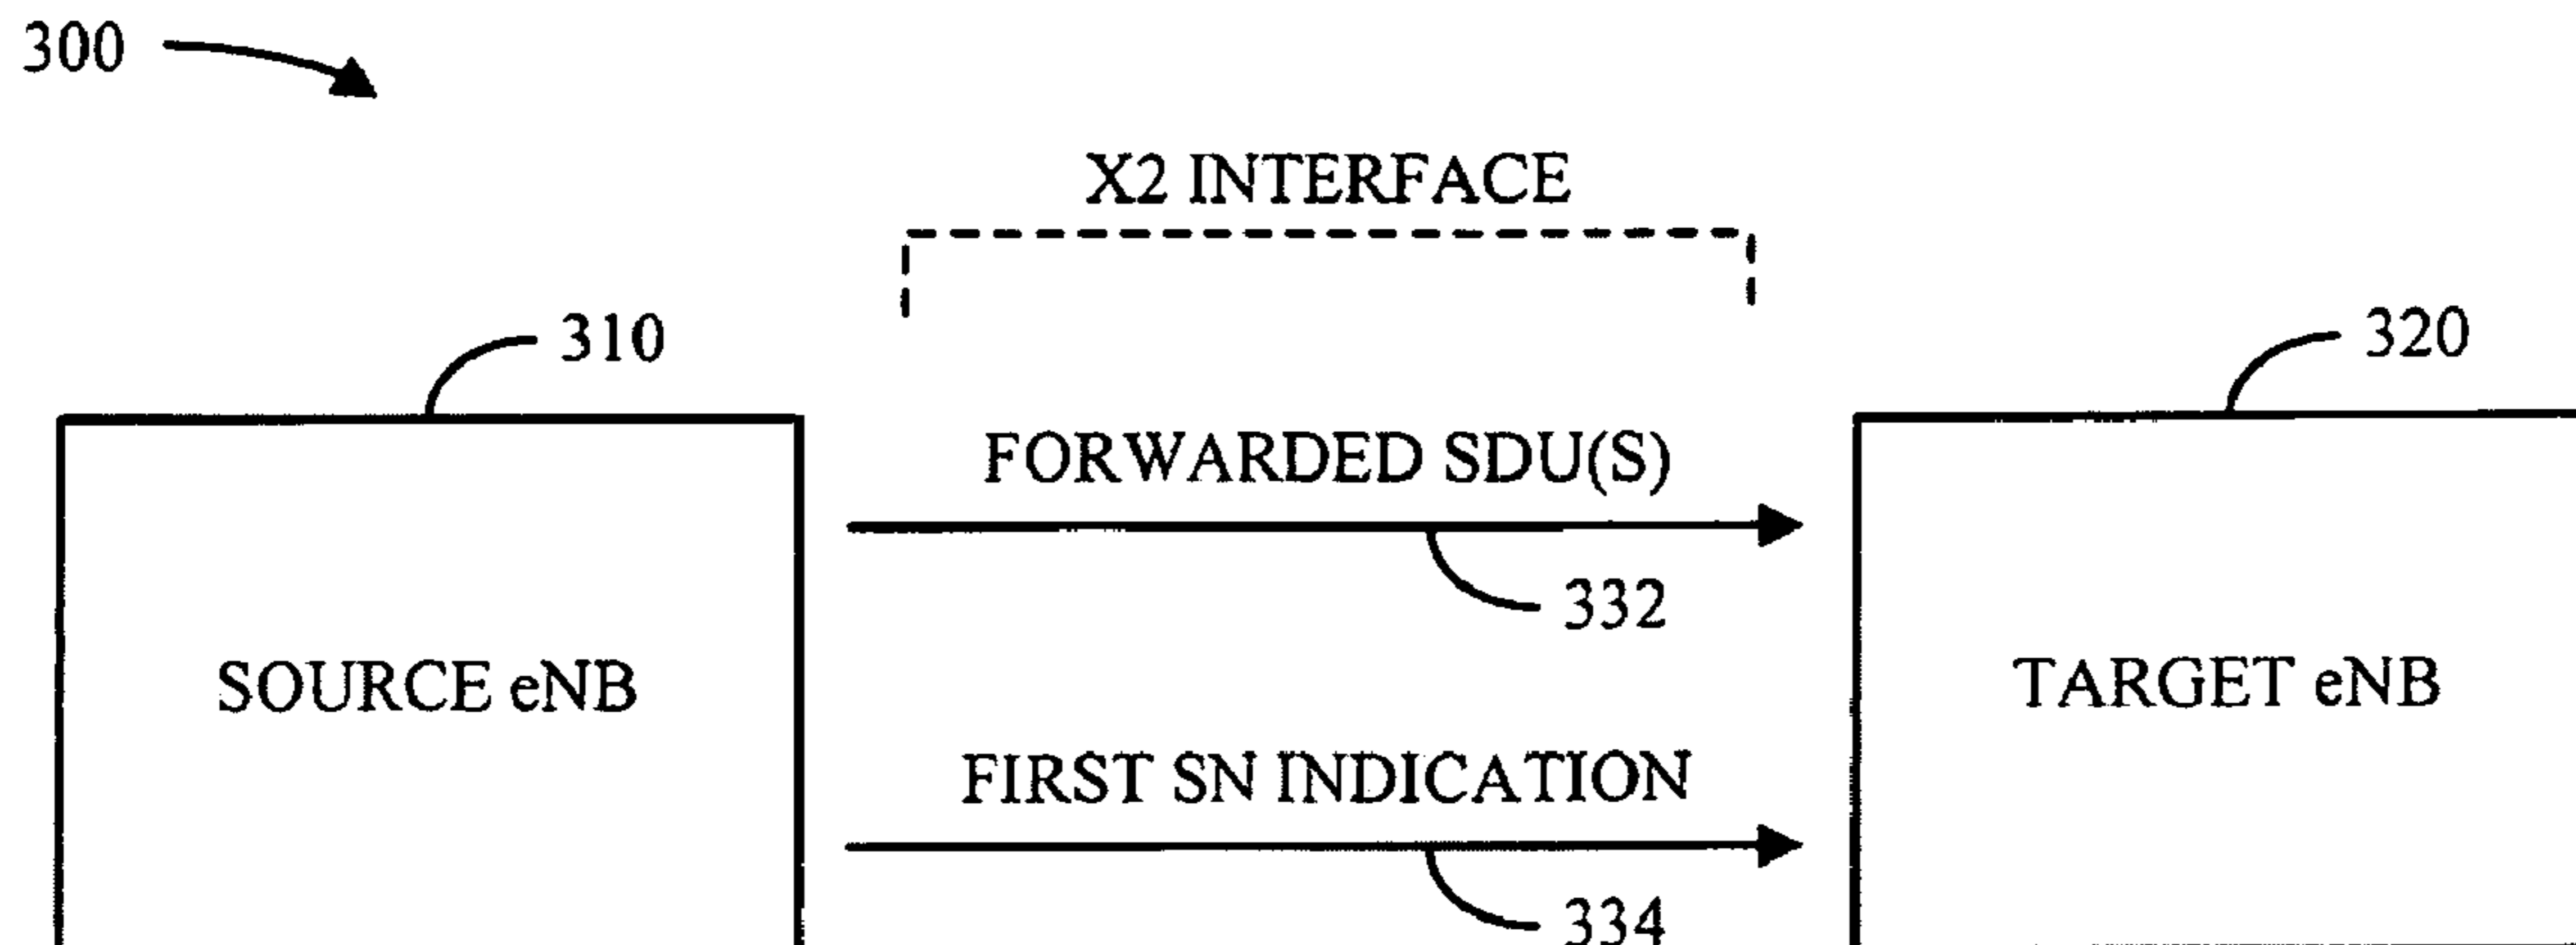 300
X2 INTERFACE
310
320
FORWARDED SDU(S)
332
SOURCE eNB
TARGET eNB
FIRST SN INDICATION
334